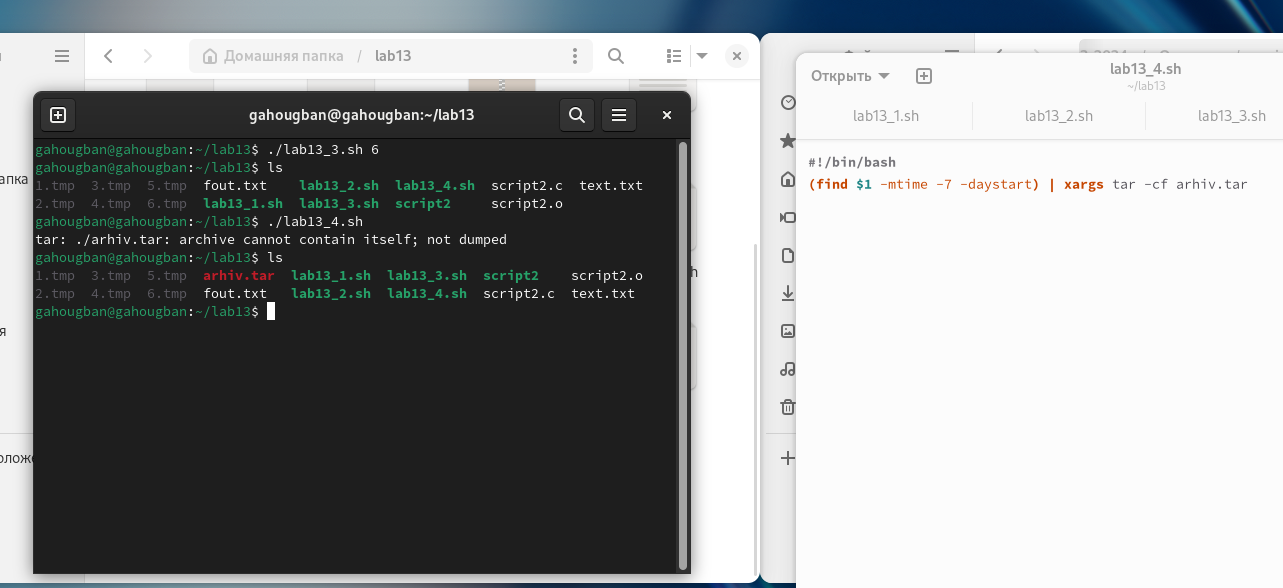 Домашняя папка / lab13
gahougban@gahougban:~/lab13
gahougban@gahougban:~/lab13$ ./lab13_3.sh 6
gahougban@gahougban:~/lab13$ ls
1.tmp 3.tmp 5.tmp fout.txt lab13_2.sh lab13_4.sh script2.c text.txt
2.tmp 4.tmp 6.tmp lab13_1.sh lab13_3.sh script2 script2.o
gahougban@gahougban:~/lab13$ ./lab13_4.sh
tar: ./arhiv.tar: archive cannot contain itself; not dumped
gahougban@gahougban:~/lab13$ ls
1.tmp 3.tmp 5.tmp arhiv.tar lab13_1.sh lab13_3.sh script2 script2.o
2.tmp 4.tmp 6.tmp fout.txt lab13_2.sh lab13_4.sh script2.c text.txt
gahougban@gahougban:~/lab13$
Открыть
lab13_4.sh
~/lab13
lab13_1.sh lab13_2.sh lab13_3.sh
#!/bin/bash
(find $1 -mtime -7 -daystart) | xargs tar -cf arhiv.tar